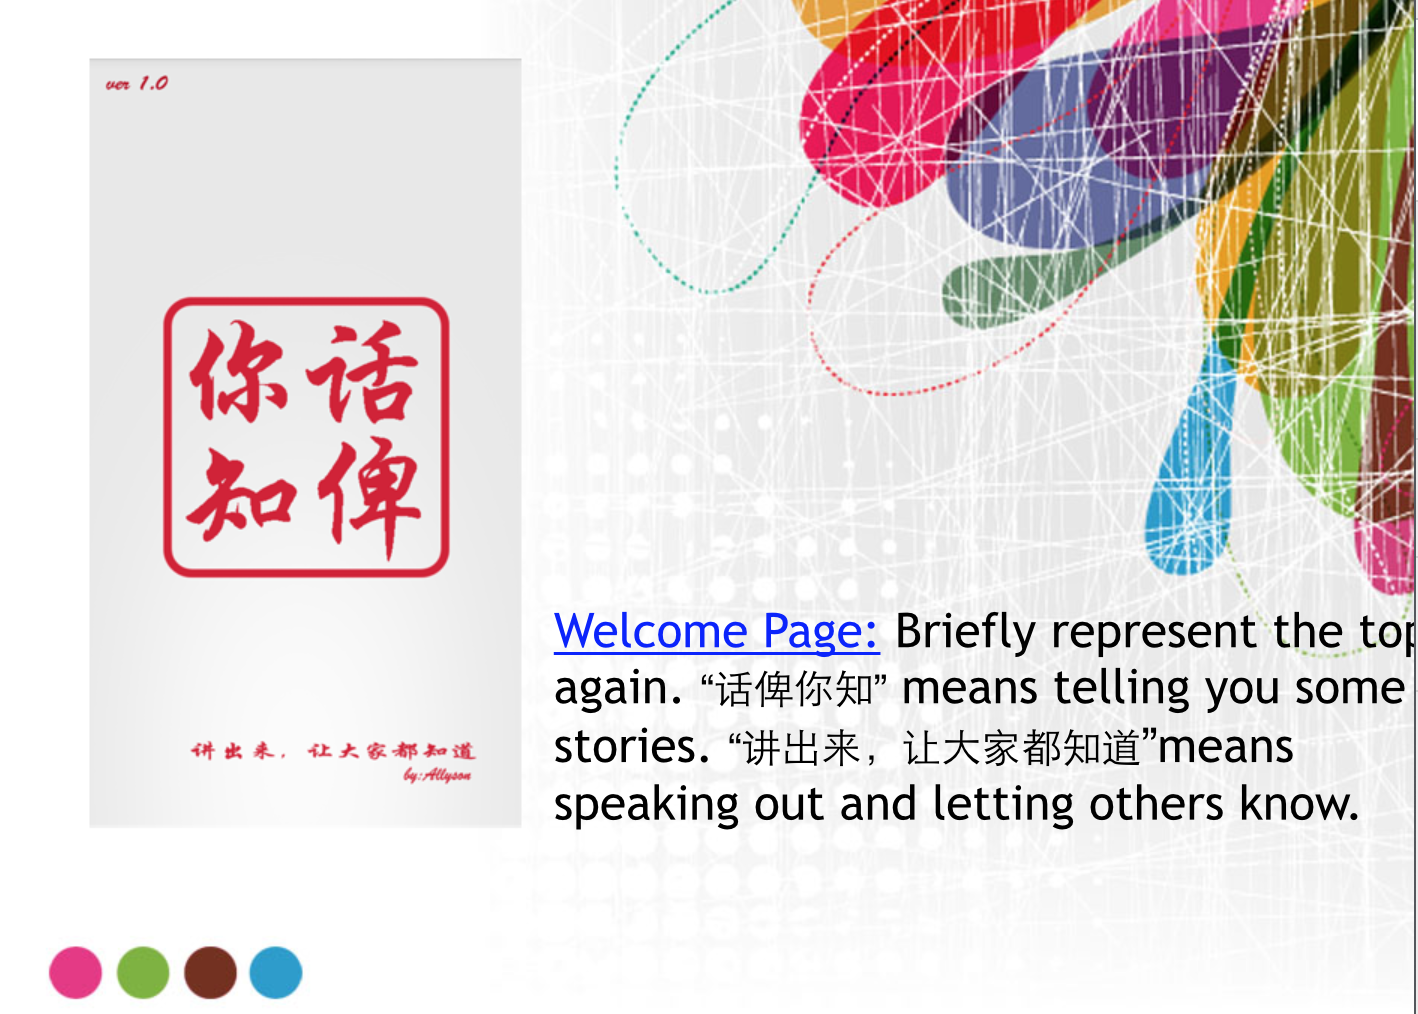 ver 1.0
话俾
你知
讲出来，让大家都知道
by:Allyson
Welcome Page: Briefly represent the top
again. “话俾你知” means telling you some
stories. “讲出来，让大家都知道”means
speaking out and letting others know.